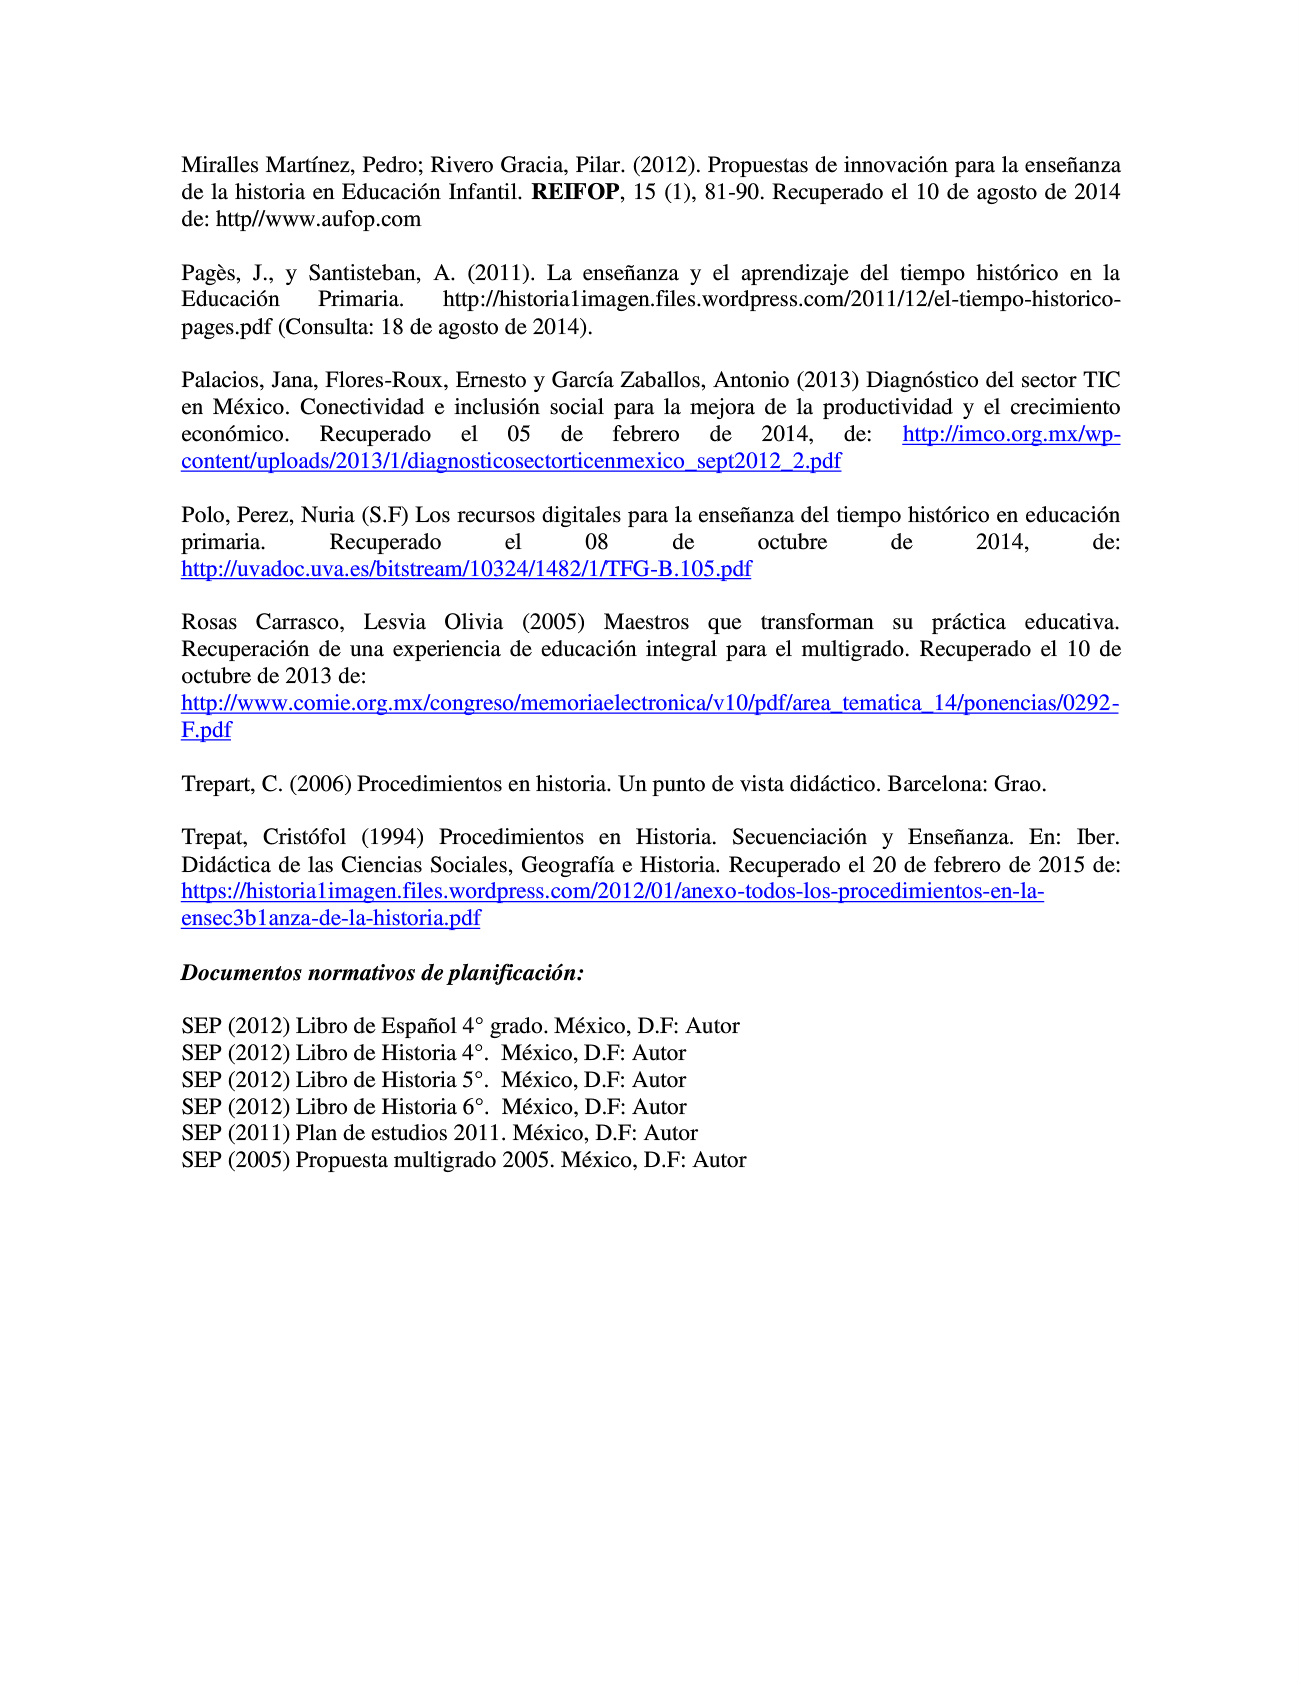 Miralles Martínez, Pedro; Rivero Gracia, Pilar. (2012). Propuestas de innovación para la enseñanza
de la historia en Educación Infantil. REIFOP, 15 (1), 81-90. Recuperado el 10 de agosto de 2014
de: http//www.aufop.com
Pagès, J., y Santisteban, A. (2011). La enseñanza y el aprendizaje del tiempo histórico en la
Educación Primaria. http://historia1imagen.files.wordpress.com/2011/12/el-tiempo-historico-
pages.pdf (Consulta: 18 de agosto de 2014).
Palacios, Jana, Flores-Roux, Ernesto y García Zaballos, Antonio (2013) Diagnóstico del sector TIC
en México. Conectividad e inclusión social para la mejora de la productividad y el crecimiento
económico. Recuperado el 05 de febrero de 2014, de: http://imco.org.mx/wp-
content/uploads/2013/1/diagnosticosectorticenmexico_sept2012_2.pdf
Polo, Perez, Nuria (S.F) Los recursos digitales para la enseñanza del tiempo histórico en educación
primaria. Recuperado el 08 de octubre de 2014, de:
http://uvadoc.uva.es/bitstream/10324/1482/1/TFG-B.105.pdf
Rosas Carrasco, Lesvia Olivia (2005) Maestros que transforman su práctica educativa.
Recuperación de una experiencia de educación integral para el multigrado. Recuperado el 10 de
octubre de 2013 de:
http://www.comie.org.mx/congreso/memoriaelectronica/v10/pdf/area_tematica_14/ponencias/0292-
F.pdf
Trepart, C. (2006) Procedimientos en historia. Un punto de vista didáctico. Barcelona: Grao.
Trepat, Cristófol (1994) Procedimientos en Historia. Secuenciación y Enseñanza. En: Iber.
Didáctica de las Ciencias Sociales, Geografía e Historia. Recuperado el 20 de febrero de 2015 de:
https://historia1imagen.files.wordpress.com/2012/01/anexo-todos-los-procedimientos-en-la-
ensec3b1anza-de-la-historia.pdf
Documentos normativos de planificación:
SEP (2012) Libro de Español 4° grado. México, D.F: Autor
SEP (2012) Libro de Historia 4°. México, D.F: Autor
SEP (2012) Libro de Historia 5°. México, D.F: Autor
SEP (2012) Libro de Historia 6°. México, D.F: Autor
SEP (2011) Plan de estudios 2011. México, D.F: Autor
SEP (2005) Propuesta multigrado 2005. México, D.F: Autor